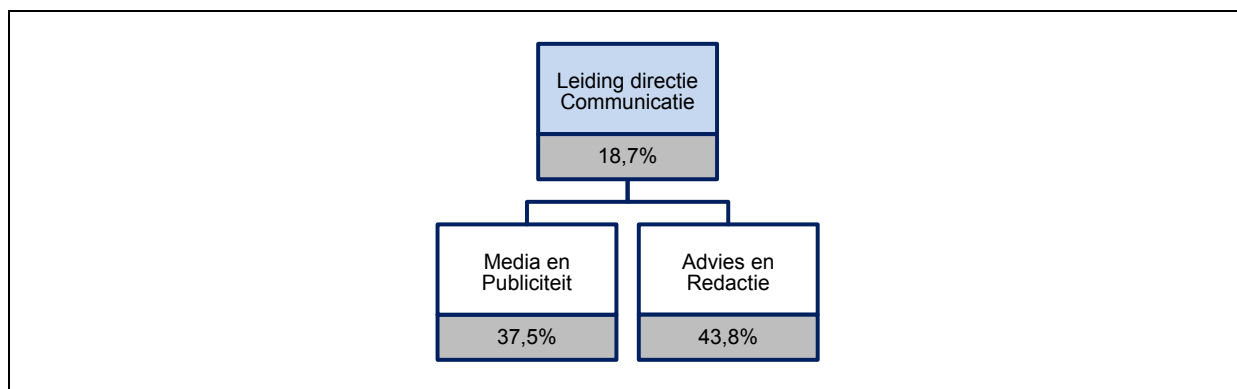 Leiding directie
Communicatie
18,7%
Media en
Publiciteit
37,5%
Advies en
Redactie
43,8%